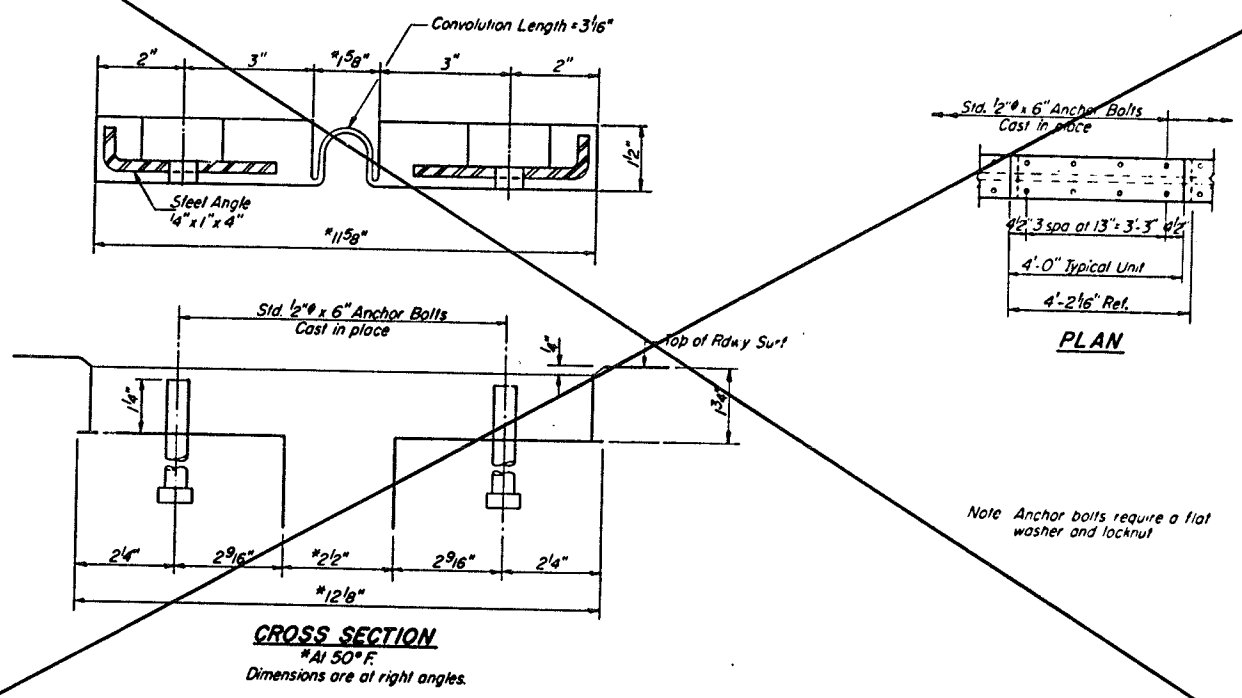 Convolution Length = 3 1/16"
2" 3" *1 5/8" 3" 2"
1 1/2"
Steel Angle
1/4" x 1" x 4"
*11 5/8"
Std. 1/2"ϕ x 6" Anchor Bolts
Cast in place
4 1/2" 3 spa at 13" = 3'-3" 4 1/2"
4'-0" Typical Unit
4'-2 1/16" Ref.
PLAN
Std. 1/2"ϕ x 6" Anchor Bolts
Cast in place
1/4"
Top of Rdwy Surf
1 1/4"
1 3/4"
2 1/4" 2 9/16" *2 1/2" 2 9/16" 2 1/4"
*12 1/8"
CROSS SECTION
*At 50° F.
Dimensions are at right angles.
Note Anchor bolts require a flat
washer and locknut